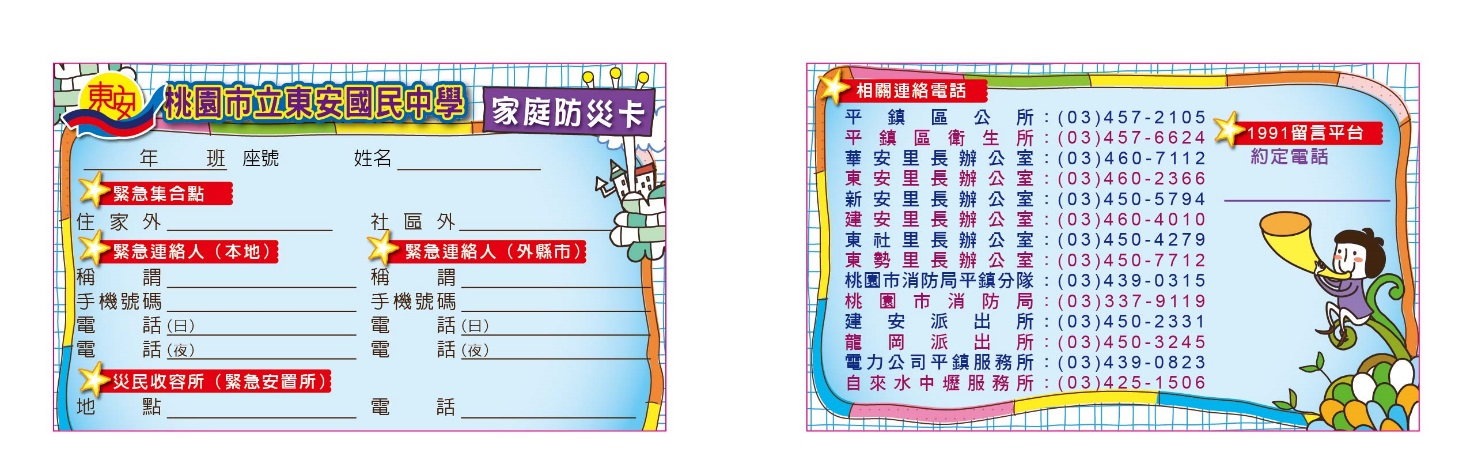 東安
桃園市立東安國民中學
家庭防災卡
年 班 座號 姓名
緊急集合點
住家外 社區外
緊急連絡人（本地） 緊急連絡人（外縣市）
稱謂 稱謂
手機號碼 手機號碼
電話(日) 電話(日)
電話(夜) 電話(夜)
災民收容所（緊急安置所）
地點 電話
相關連絡電話
平鎮區公所：(03)457-2105
平鎮區衛生所：(03)457-6624
華安里長辦公室：(03)460-7112
東安里長辦公室：(03)460-2366
新安里長辦公室：(03)450-5794
建安里長辦公室：(03)460-4010
東社里長辦公室：(03)450-4279
東勢里長辦公室：(03)450-7712
桃園市消防局平鎮分隊：(03)439-0315
桃園市消防局：(03)337-9119
建安派出所：(03)450-2331
龍岡派出所：(03)450-3245
電力公司平鎮服務所：(03)439-0823
自來水中壢服務所：(03)425-1506
1991留言平台
約定電話